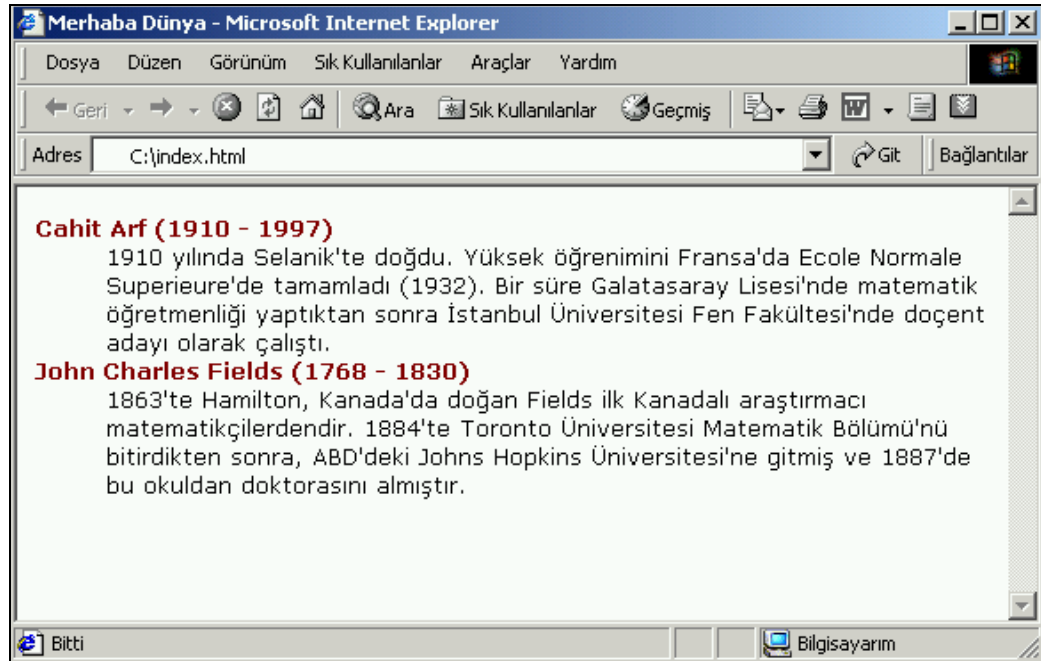 Merhaba Dünya - Microsoft Internet Explorer
Dosya Düzen Görünüm Sık Kullanılanlar Araçlar Yardım
Geri Ara Sık Kullanılanlar Geçmiş
Adres C:\index.html Git Bağlantılar
Cahit Arf (1910 - 1997)
1910 yılında Selanik'te doğdu. Yüksek öğrenimini Fransa'da Ecole Normale
Superieure'de tamamladı (1932). Bir süre Galatasaray Lisesi'nde matematik
öğretmenliği yaptıktan sonra İstanbul Üniversitesi Fen Fakültesi'nde doçent
adayı olarak çalıştı.
John Charles Fields (1768 - 1830)
1863'te Hamilton, Kanada'da doğan Fields ilk Kanadalı araştırmacı
matematikçilerdendir. 1884'te Toronto Üniversitesi Matematik Bölümü'nü
bitirdikten sonra, ABD'deki Johns Hopkins Üniversitesi'ne gitmiş ve 1887'de
bu okuldan doktorasını almıştır.
Bitti Bilgisayarım